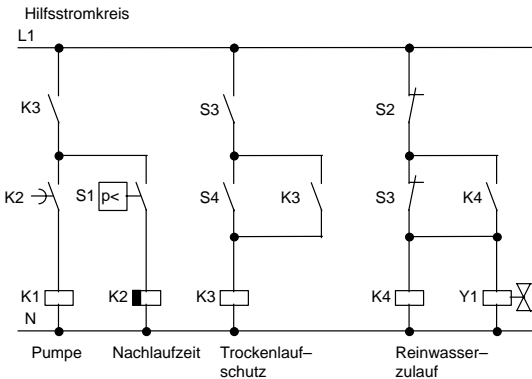 Hilfsstromkreis
L1
K3 S3 S2
K2 S1 p< S4 K3 S3 K4
K1 K2 K3 K4 Y1
N
Pumpe Nachlaufzeit Trockenlauf– Reinwasser–
schutz zulauf